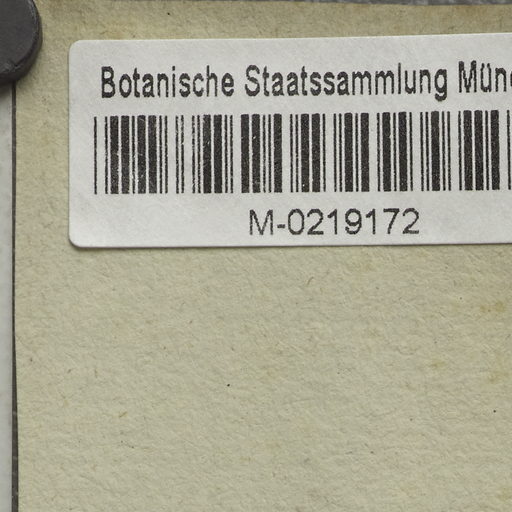 Botanische Staatssammlung Mün
M-0219172